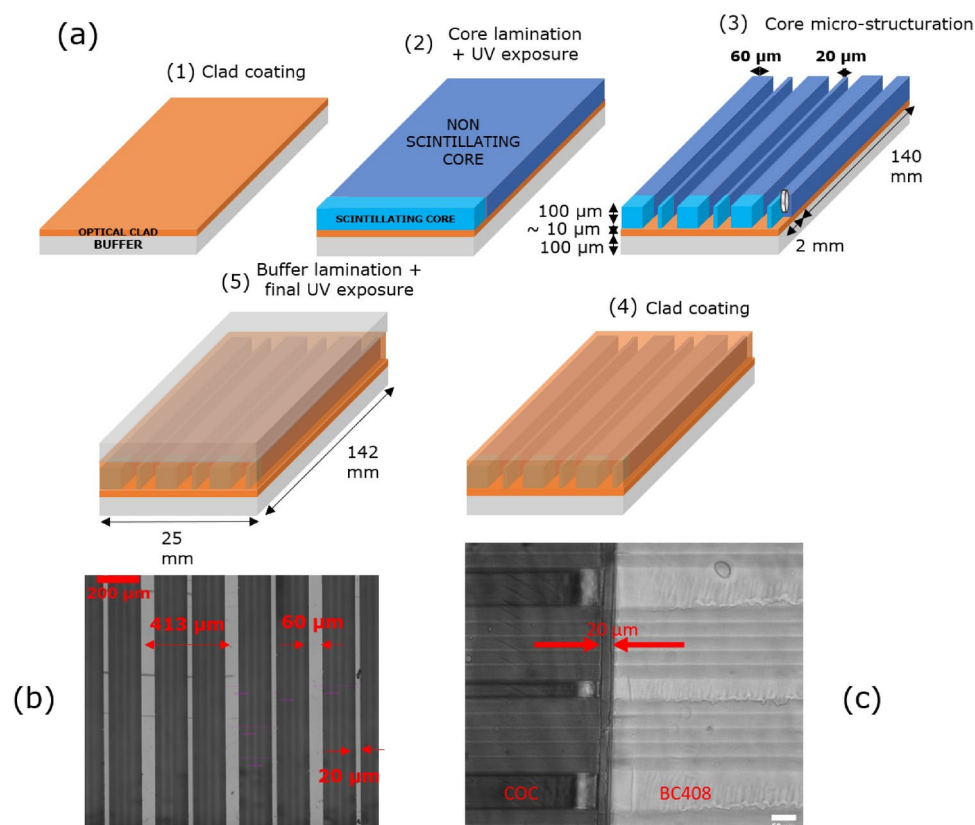 (a)
(1) Clad coating
OPTICAL CLAD
BUFFER
(2)
Core lamination
+ UV exposure
NON
SCINTILLATING
CORE
SCINTILLATING CORE
(3)
Core micro-structuration
60 µm
20 µm
140
mm
100 µm
~ 10 µm
100 µm
2 mm
(5)
Buffer lamination +
final UV exposure
142
mm
25
mm
(4)
Clad coating
(b)
200 µm
413 µm
60 µm
20 µm
(c)
20 µm
COC
BC408